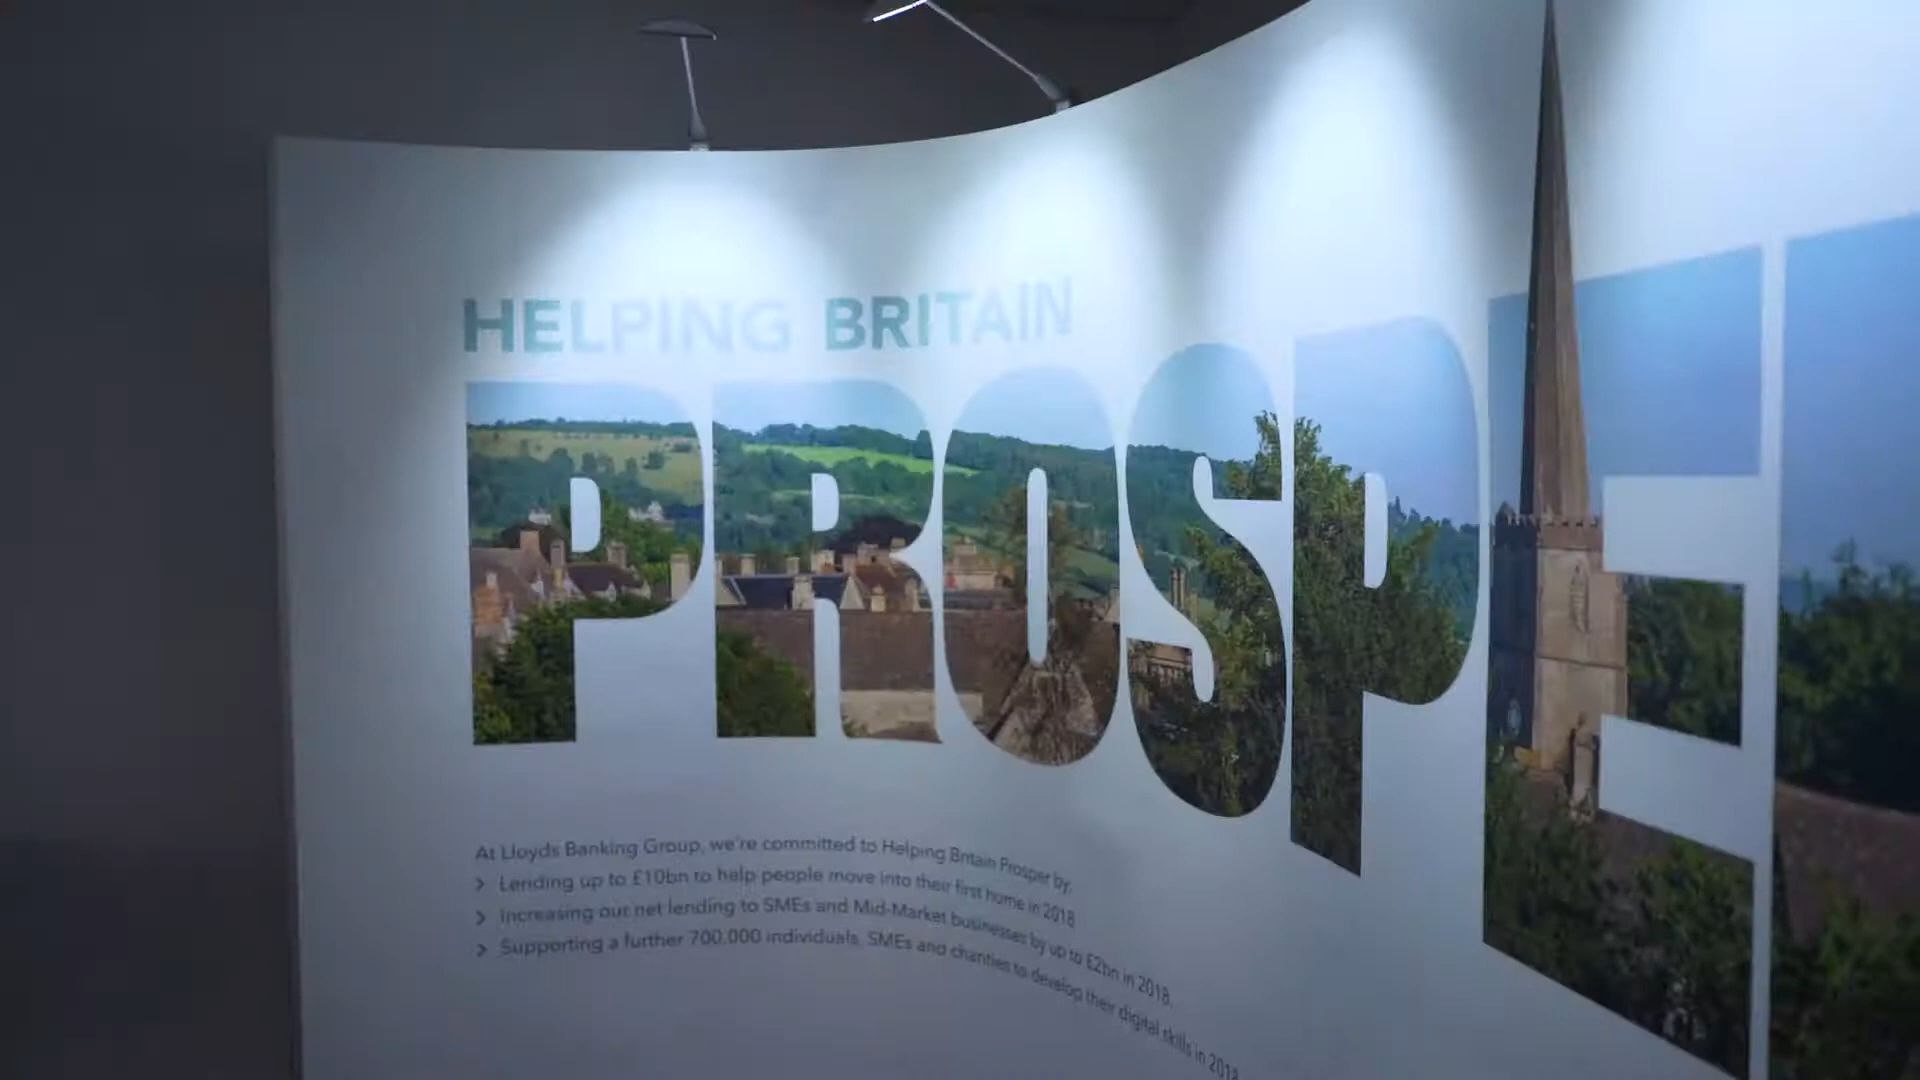 HELPING BRITAIN
PROSPE
At Lloyds Banking Group, we're committed to Helping Britain Prosper by:
> Lending up to £10bn to help people move into their first home in 2018
> Increasing our net lending to SMEs and Mid-Market businesses by up to £2bn in 2018.
> Supporting a further 700,000 individuals, SMEs and charities to develop their digital skills in 2018